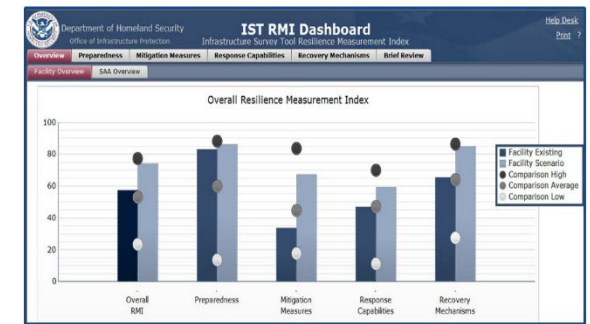 Department of Homeland Security
Office of Infrastructure Protection
IST RMI Dashboard
Infrastructure Survey Tool Resilience Measurement Index
Help Desk
Print ?
Overview Preparedness Mitigation Measures Response Capabilities Recovery Mechanisms Brief Review
Facility Overview SAA Overview
Overall Resilience Measurement Index
100
80
60
40
20
0
Facility Existing
Facility Scenario
Comparison High
Comparison Average
Comparison Low
Overall
RMI
Preparedness
Mitigation
Measures
Response
Capabilities
Recovery
Mechanisms